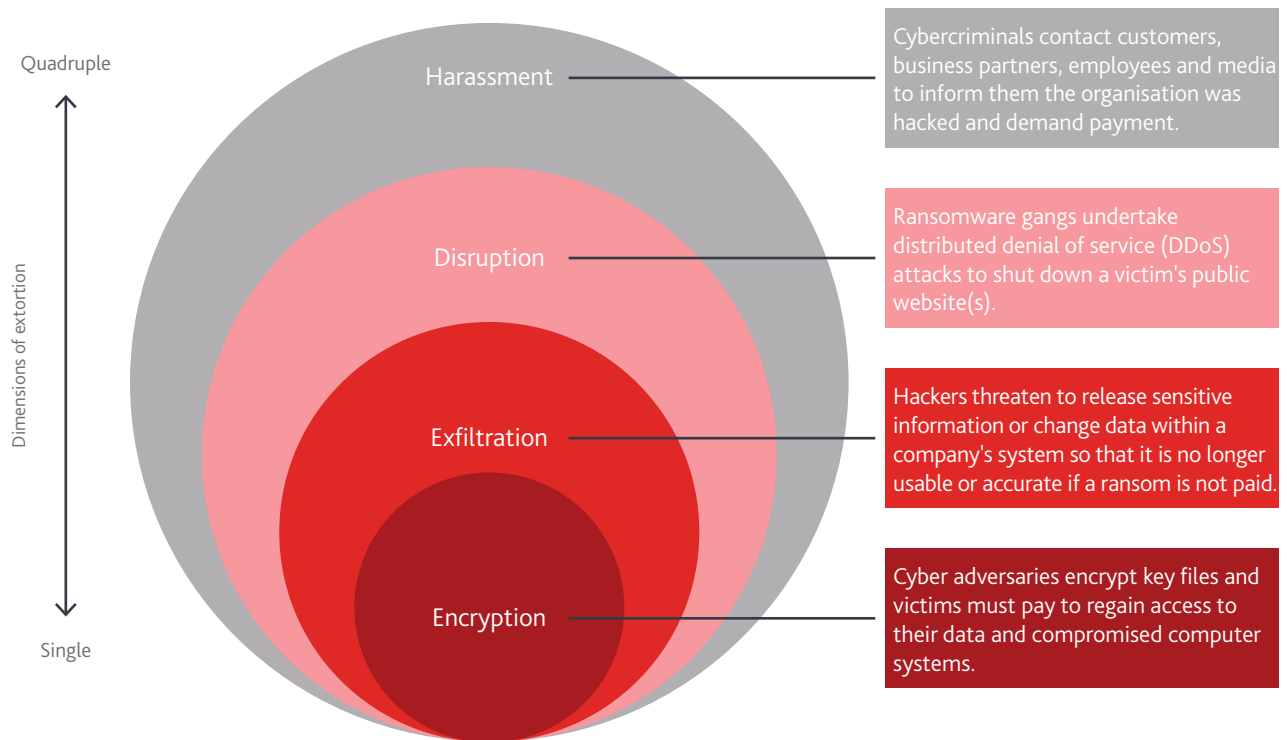 Quadruple
Dimensions of extortion
Single
Harassment
Cybercriminals contact customers,
business partners, employees and media
to inform them the organisation was
hacked and demand payment.
Disruption
Ransomware gangs undertake
distributed denial of service (DDoS)
attacks to shut down a victim's public
website(s).
Exfiltration
Hackers threaten to release sensitive
information or change data within a
company's system so that it is no longer
usable or accurate if a ransom is not paid.
Encryption
Cyber adversaries encrypt key files and
victims must pay to regain access to
their data and compromised computer
systems.